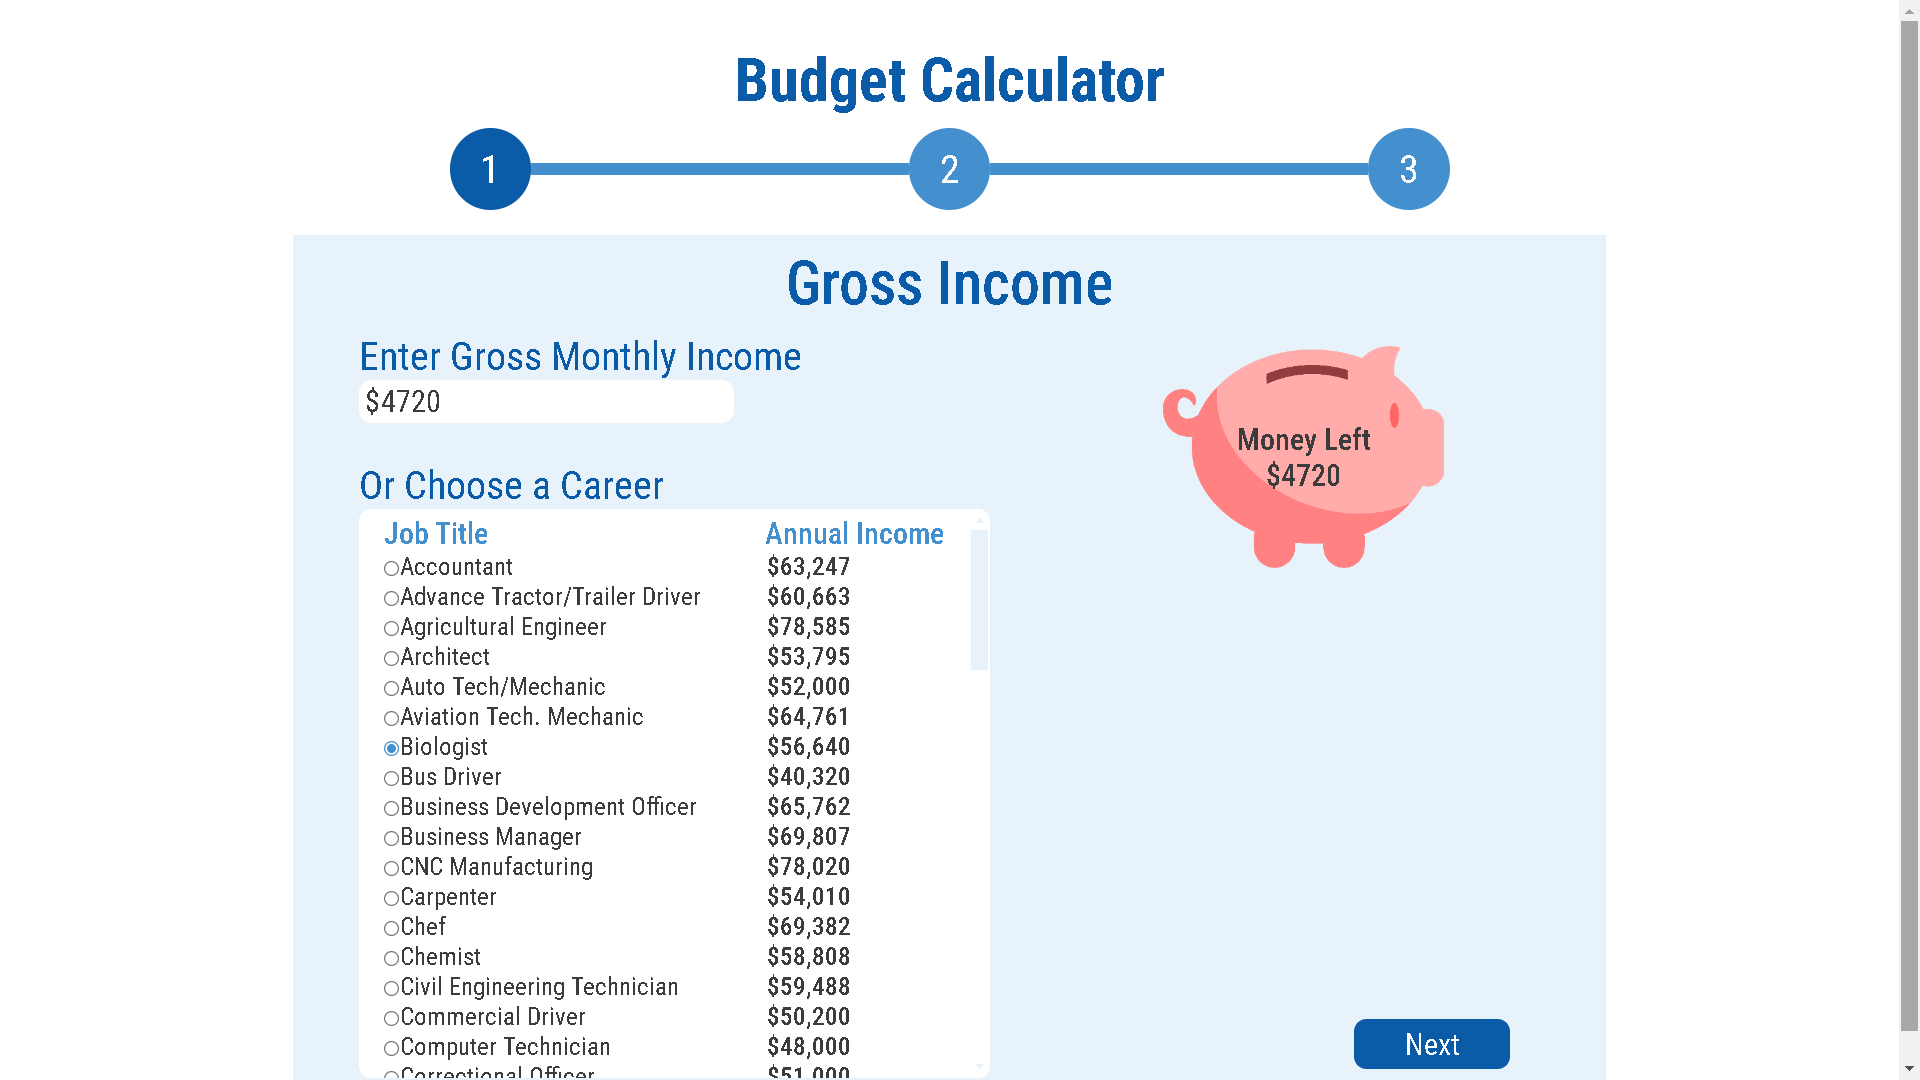 Budget Calculator
1 2 3
Gross Income
Enter Gross Monthly Income
$4720
Money Left
$4720
Or Choose a Career
Job Title Annual Income
Accountant $63,247
Advance Tractor/Trailer Driver $60,663
Agricultural Engineer $78,585
Architect $53,795
Auto Tech/Mechanic $52,000
Aviation Tech. Mechanic $64,761
Biologist $56,640
Bus Driver $40,320
Business Development Officer $65,762
Business Manager $69,807
CNC Manufacturing $78,020
Carpenter $54,010
Chef $69,382
Chemist $58,808
Civil Engineering Technician $59,488
Commercial Driver $50,200
Computer Technician $48,000
Correctional Officer $51,000
Next